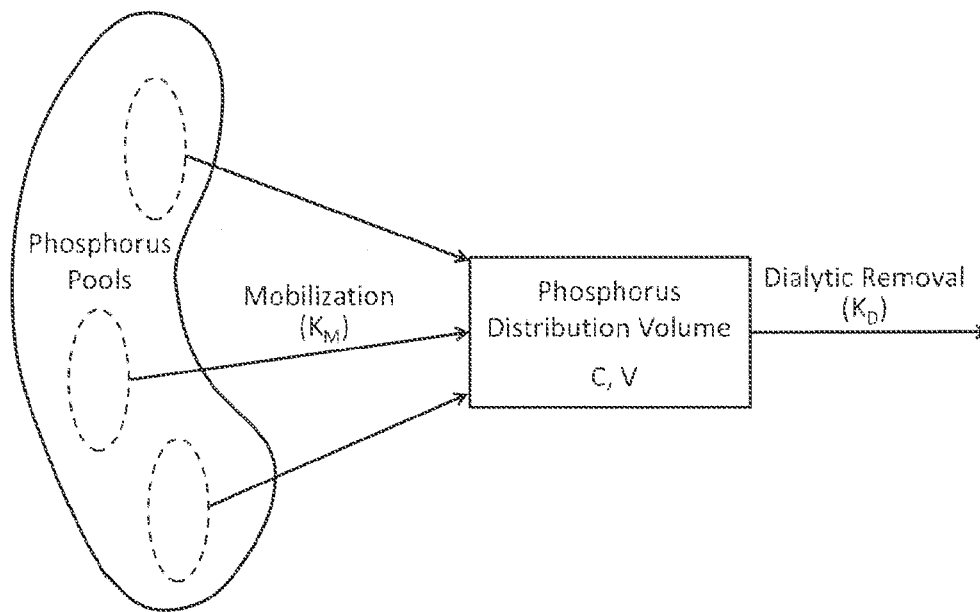 Phosphorus
Pools
Mobilization
(K_M)
Phosphorus
Distribution Volume
C, V
Dialytic Removal
(K_D)